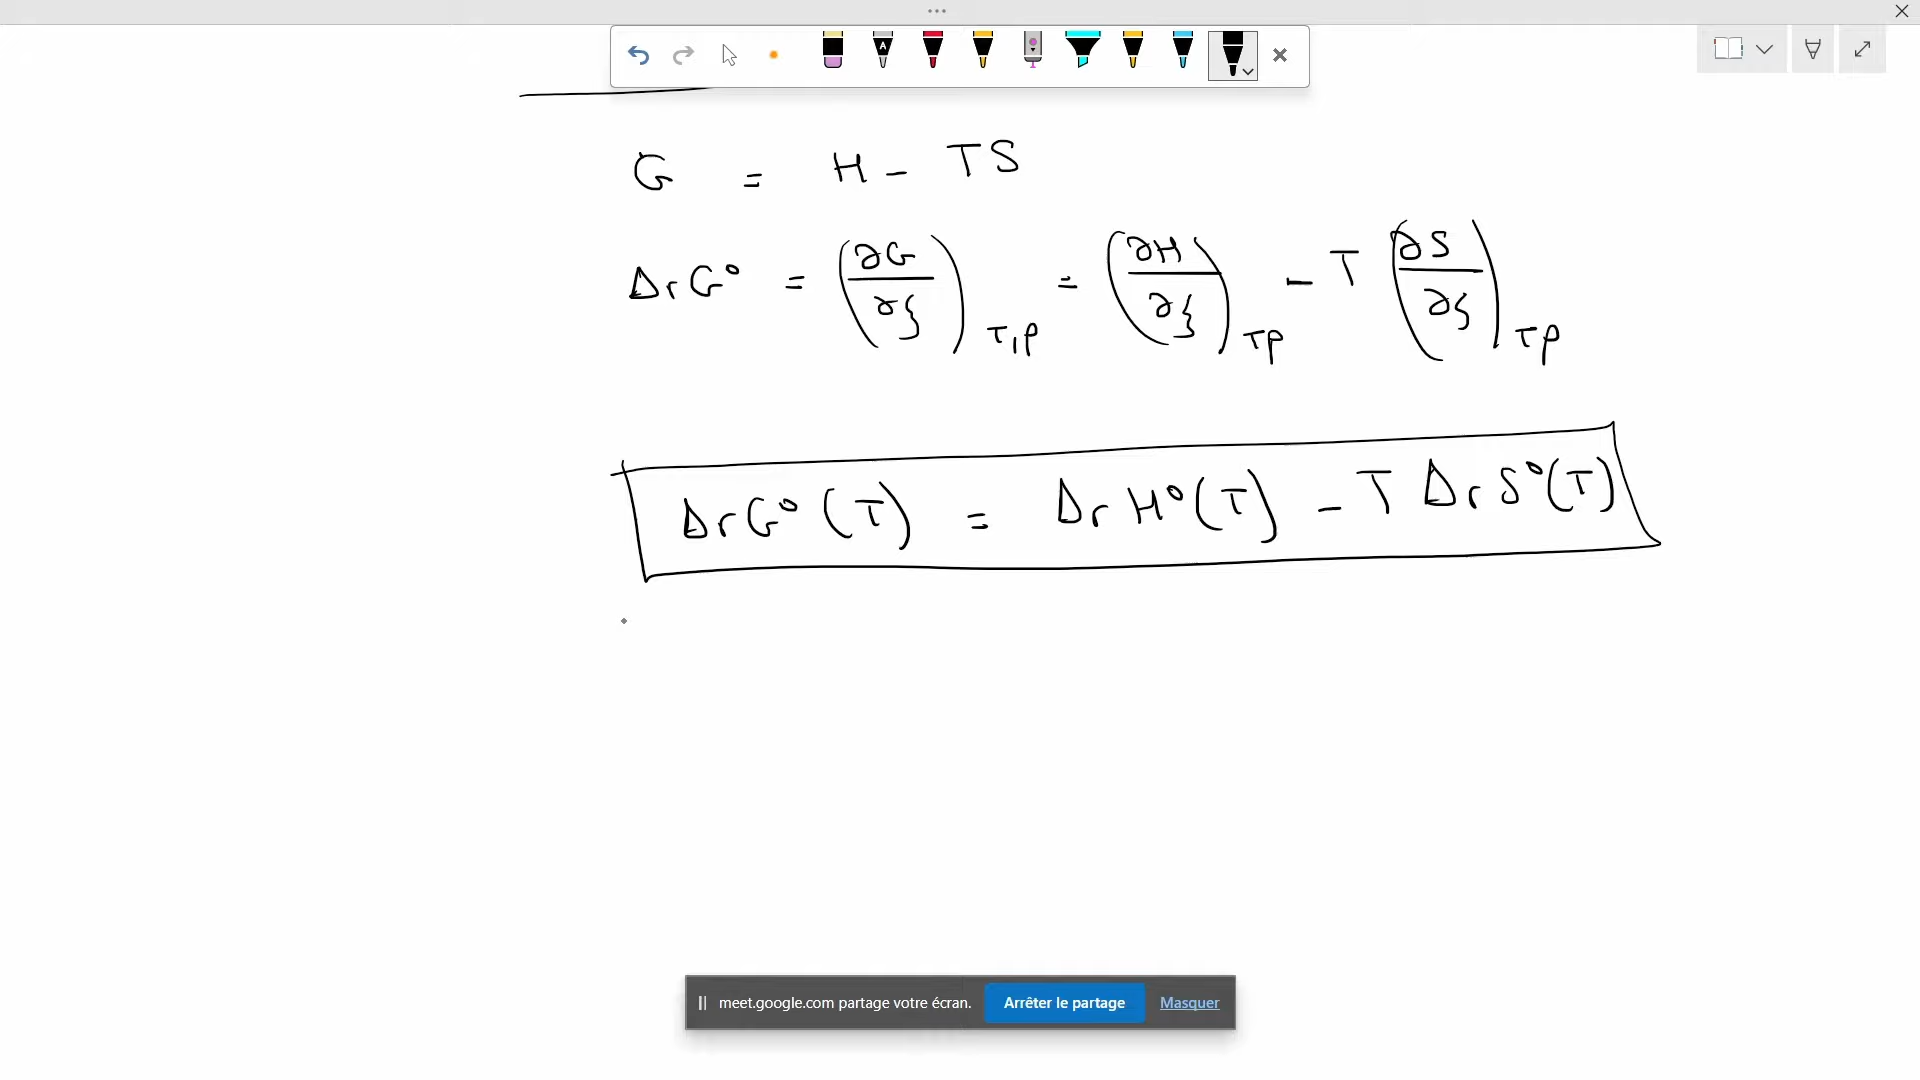 G = H - TS
ΔrG° = (∂G/∂ξ)T,P = (∂H/∂ξ)TP - T (∂S/∂ξ)TP
ΔrG°(T) = ΔrH°(T) - T ΔrS°(T)
meet.google.com partage votre écran. Arrêter le partage Masquer